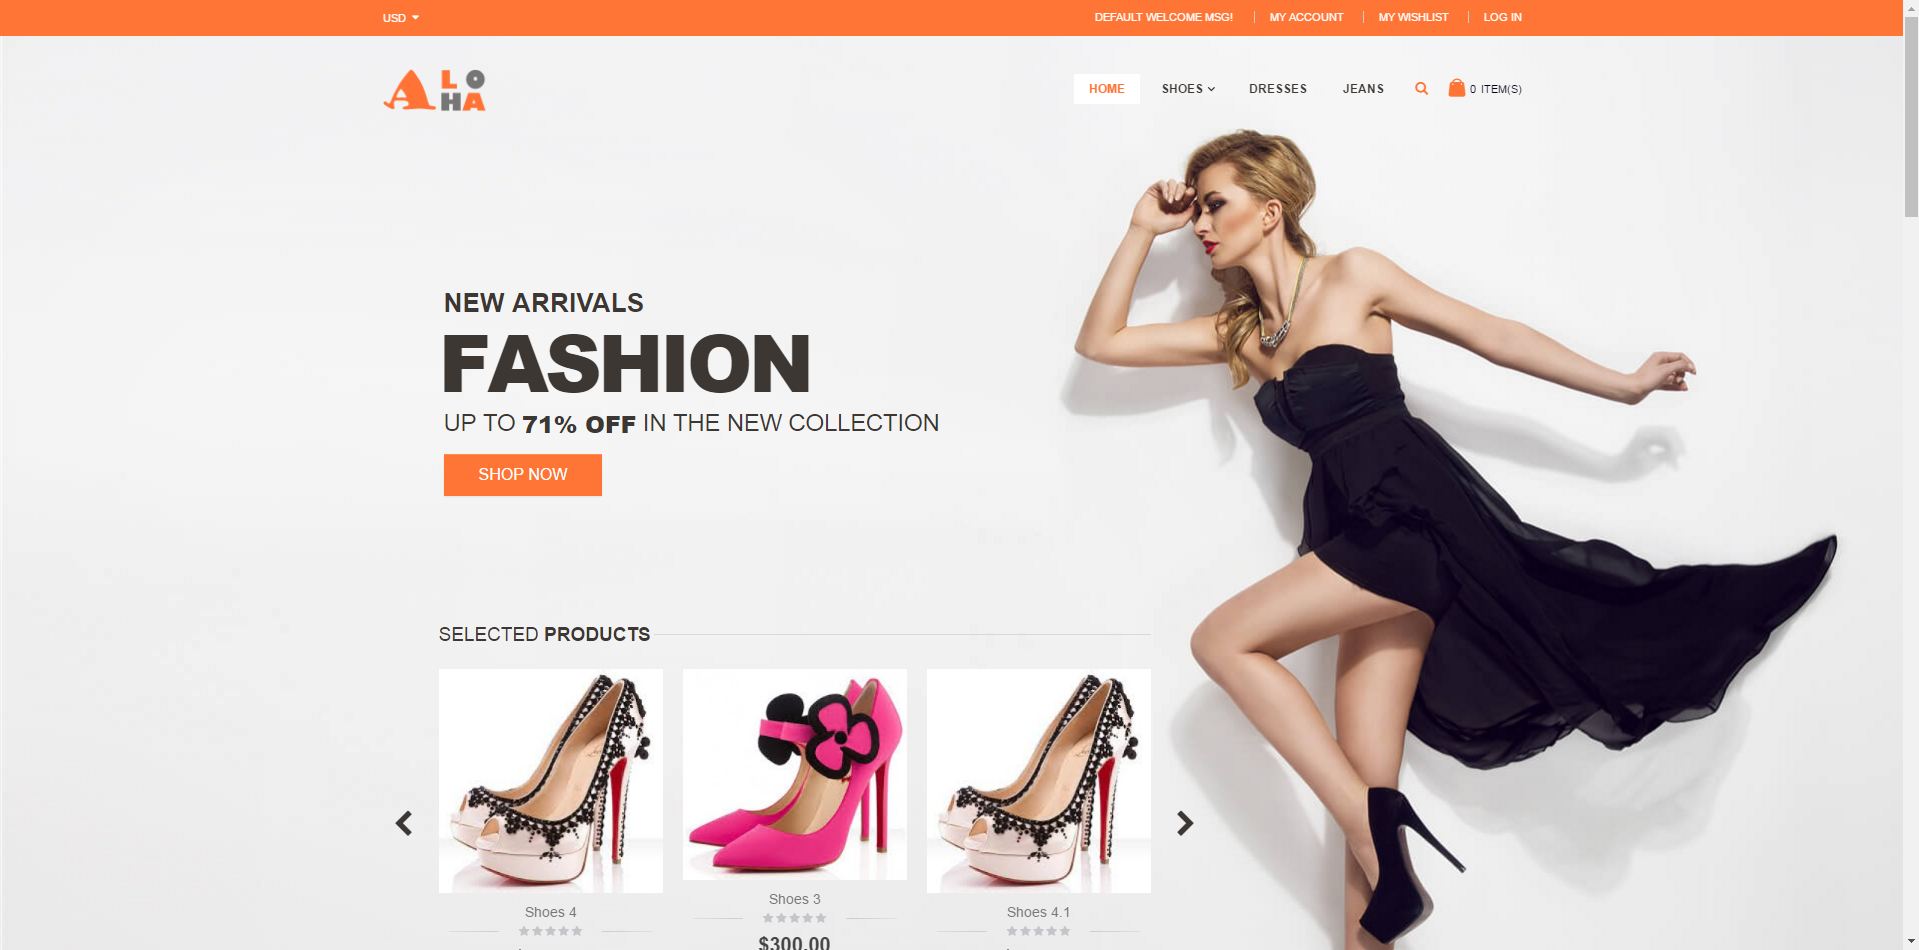 USD
DEFAULT WELCOME MSG!
MY ACCOUNT
MY WISHLIST
LOG IN
ALOHA
HOME
SHOES
DRESSES
JEANS
0 ITEM(S)
NEW ARRIVALS
FASHION
UP TO 71% OFF IN THE NEW COLLECTION
SHOP NOW
SELECTED PRODUCTS
Shoes 4
Shoes 3
$300.00
Shoes 4.1